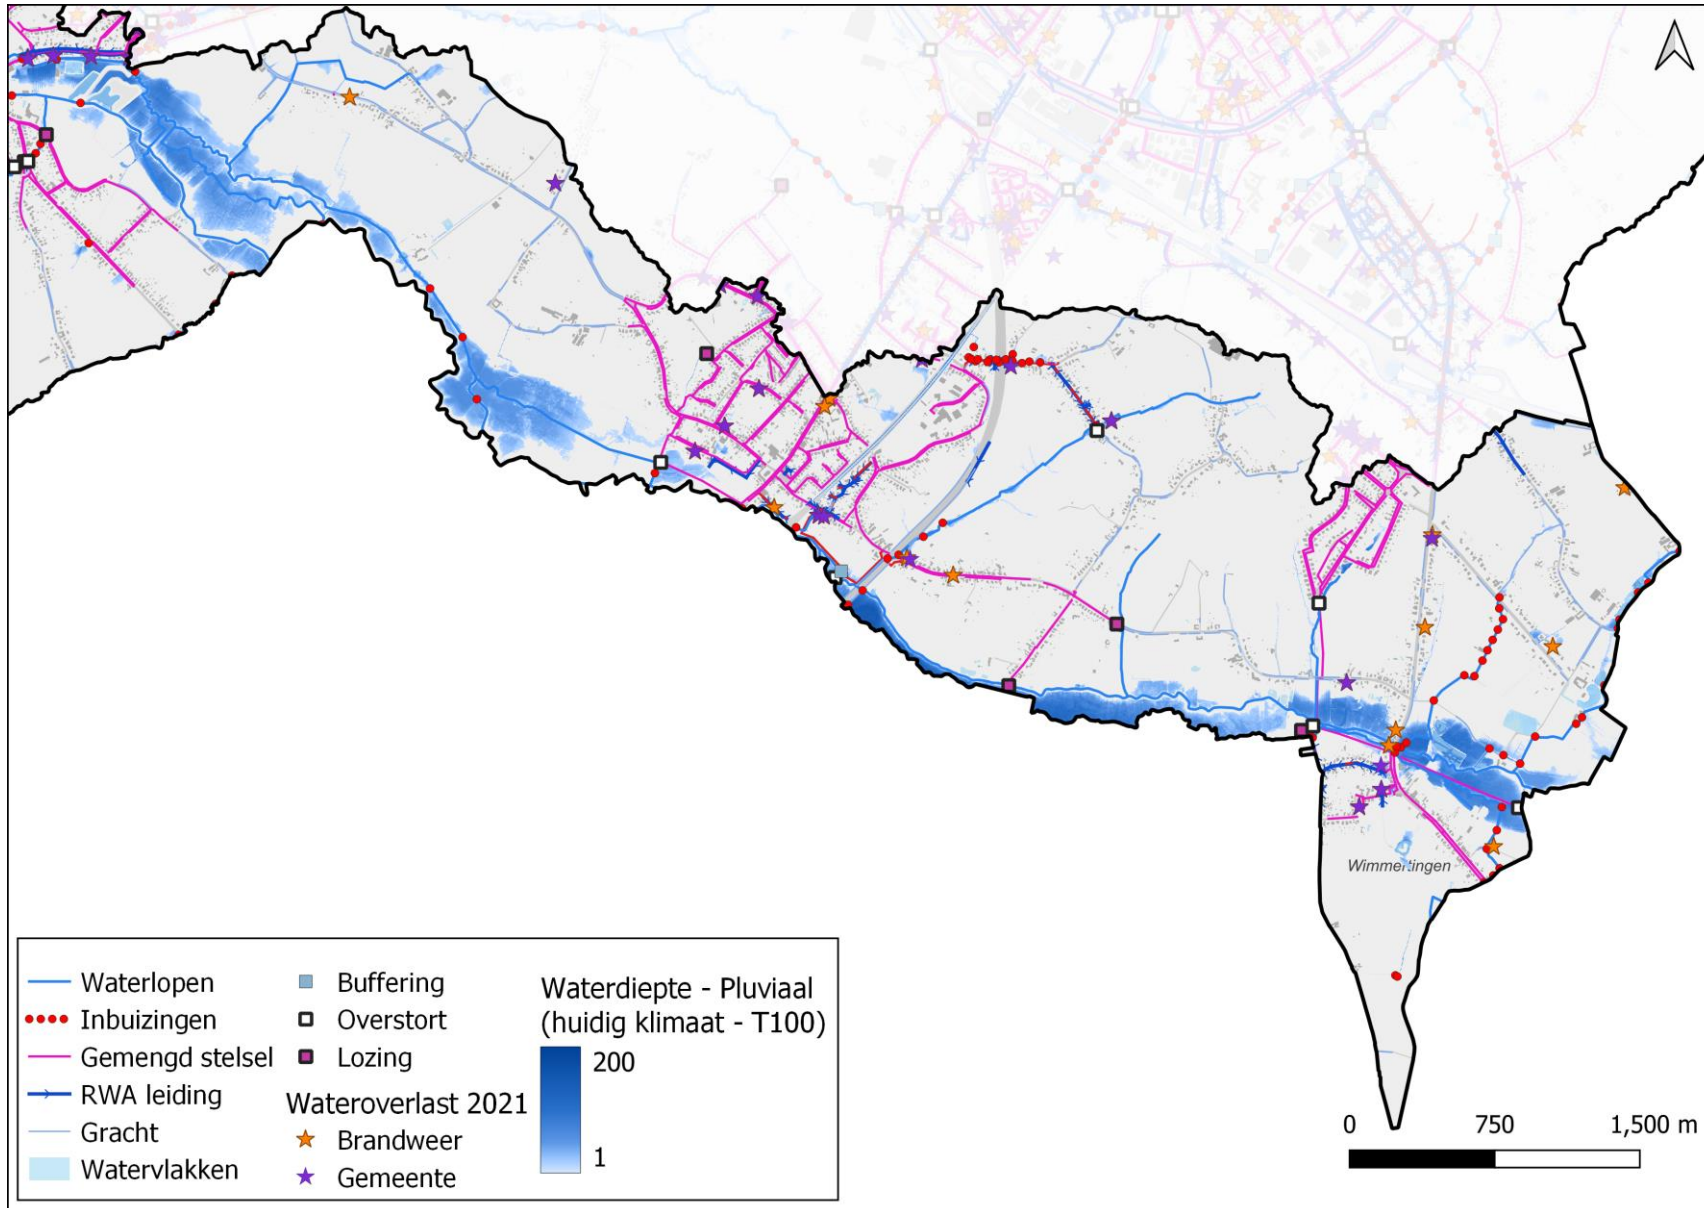 Wimmertingen
Waterlopen
Inbuizingen
Gemengd stelsel
RWA leiding
Gracht
Watervlakken
Buffering
Overstort
Lozing
Wateroverlast 2021
Brandweer
Gemeente
Waterdiepte - Pluviaal
(huidig klimaat - T100)
200
1
0 750 1,500 m